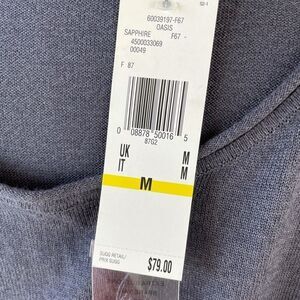 60039197-F67
OASIS
SAPPHIRE F67 -
4500033069
00049
F 87
0 08878 50016 5
87G2
UK M
IT M
M
SUGG RETAIL/
PRIX SUGG
$79.00